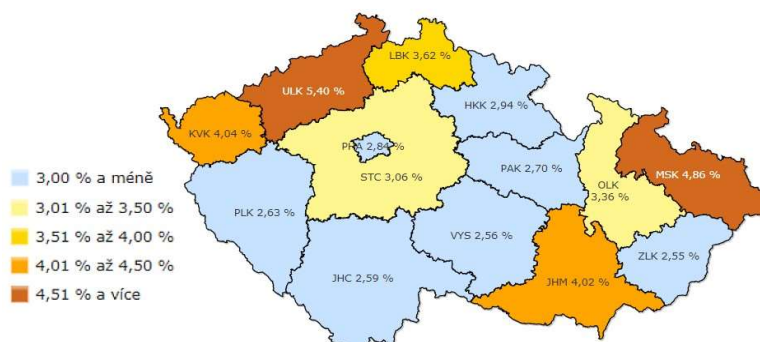 LBK 3,62 %
ULK 5,40 %
HKK 2,94 %
KVK 4,04 %
PHA 2,84 %
PAK 2,70 %
MSK 4,86 %
STC 3,06 %
OLK
3,36 %
PLK 2,63 %
VYS 2,56 %
ZLK 2,55 %
JHC 2,59 %
JHM 4,02 %
3,00 % a méně
3,01 % až 3,50 %
3,51 % až 4,00 %
4,01 % až 4,50 %
4,51 % a více